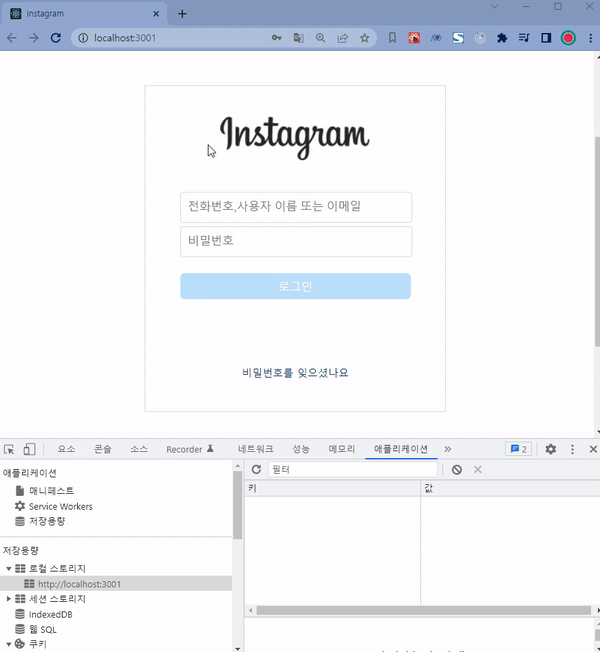 Instagram
localhost:3001
Instagram
전화번호,사용자 이름 또는 이메일
비밀번호
로그인
비밀번호를 잊으셨나요
요소 콘솔 소스 Recorder 네트워크 성능 메모리 애플리케이션 » 2
애플리케이션
매니페스트
Service Workers
저장용량
저장용량
로컬 스토리지
http://localhost:3001
세션 스토리지
IndexedDB
웹 SQL
쿠키
필터
키 값